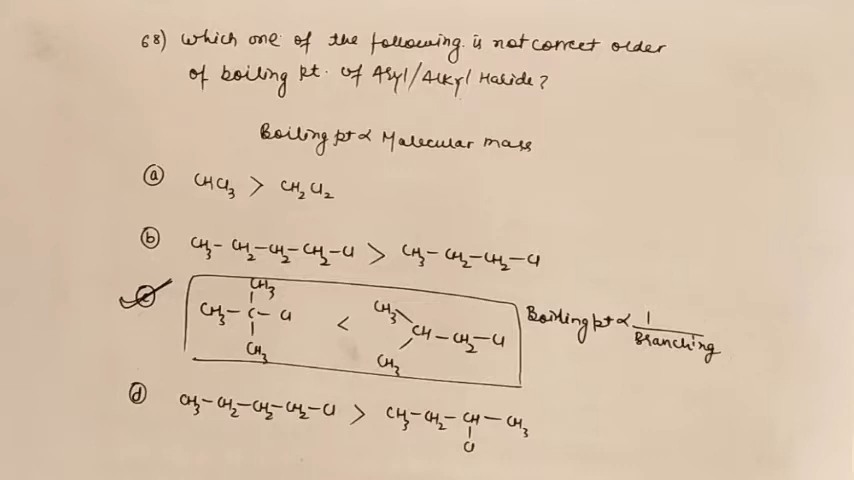 68) Which one of the following is not correct older
of boiling pt. of Aryl/Alkyl Halide?
Boiling pt ∝ Molecular mass
ⓐ CHCl3 > CH2Cl2
ⓑ CH3-CH2-CH2-CH2-Cl > CH3-CH2-CH2-Cl
CH3
ⓒ CH3-C-Cl < CH3 CH-CH2-Cl Boiling pt ∝ 1/Branching
CH3 CH3
ⓓ CH3-CH2-CH2-CH2-Cl > CH3-CH2-CH-CH3
Cl